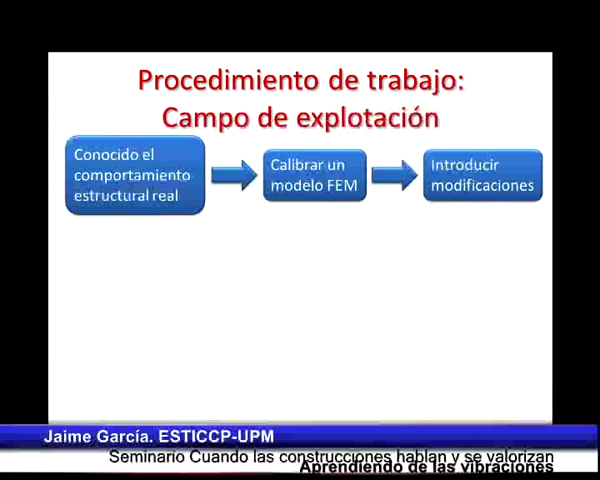 Procedimiento de trabajo:
Campo de explotación
Conocido el
comportamiento
estructural real
Calibrar un
modelo FEM
Introducir
modificaciones
Jaime García. ESTICCP-UPM
Seminario Cuando las construcciones hablan y se valorizan
Aprendiendo de las vibraciones